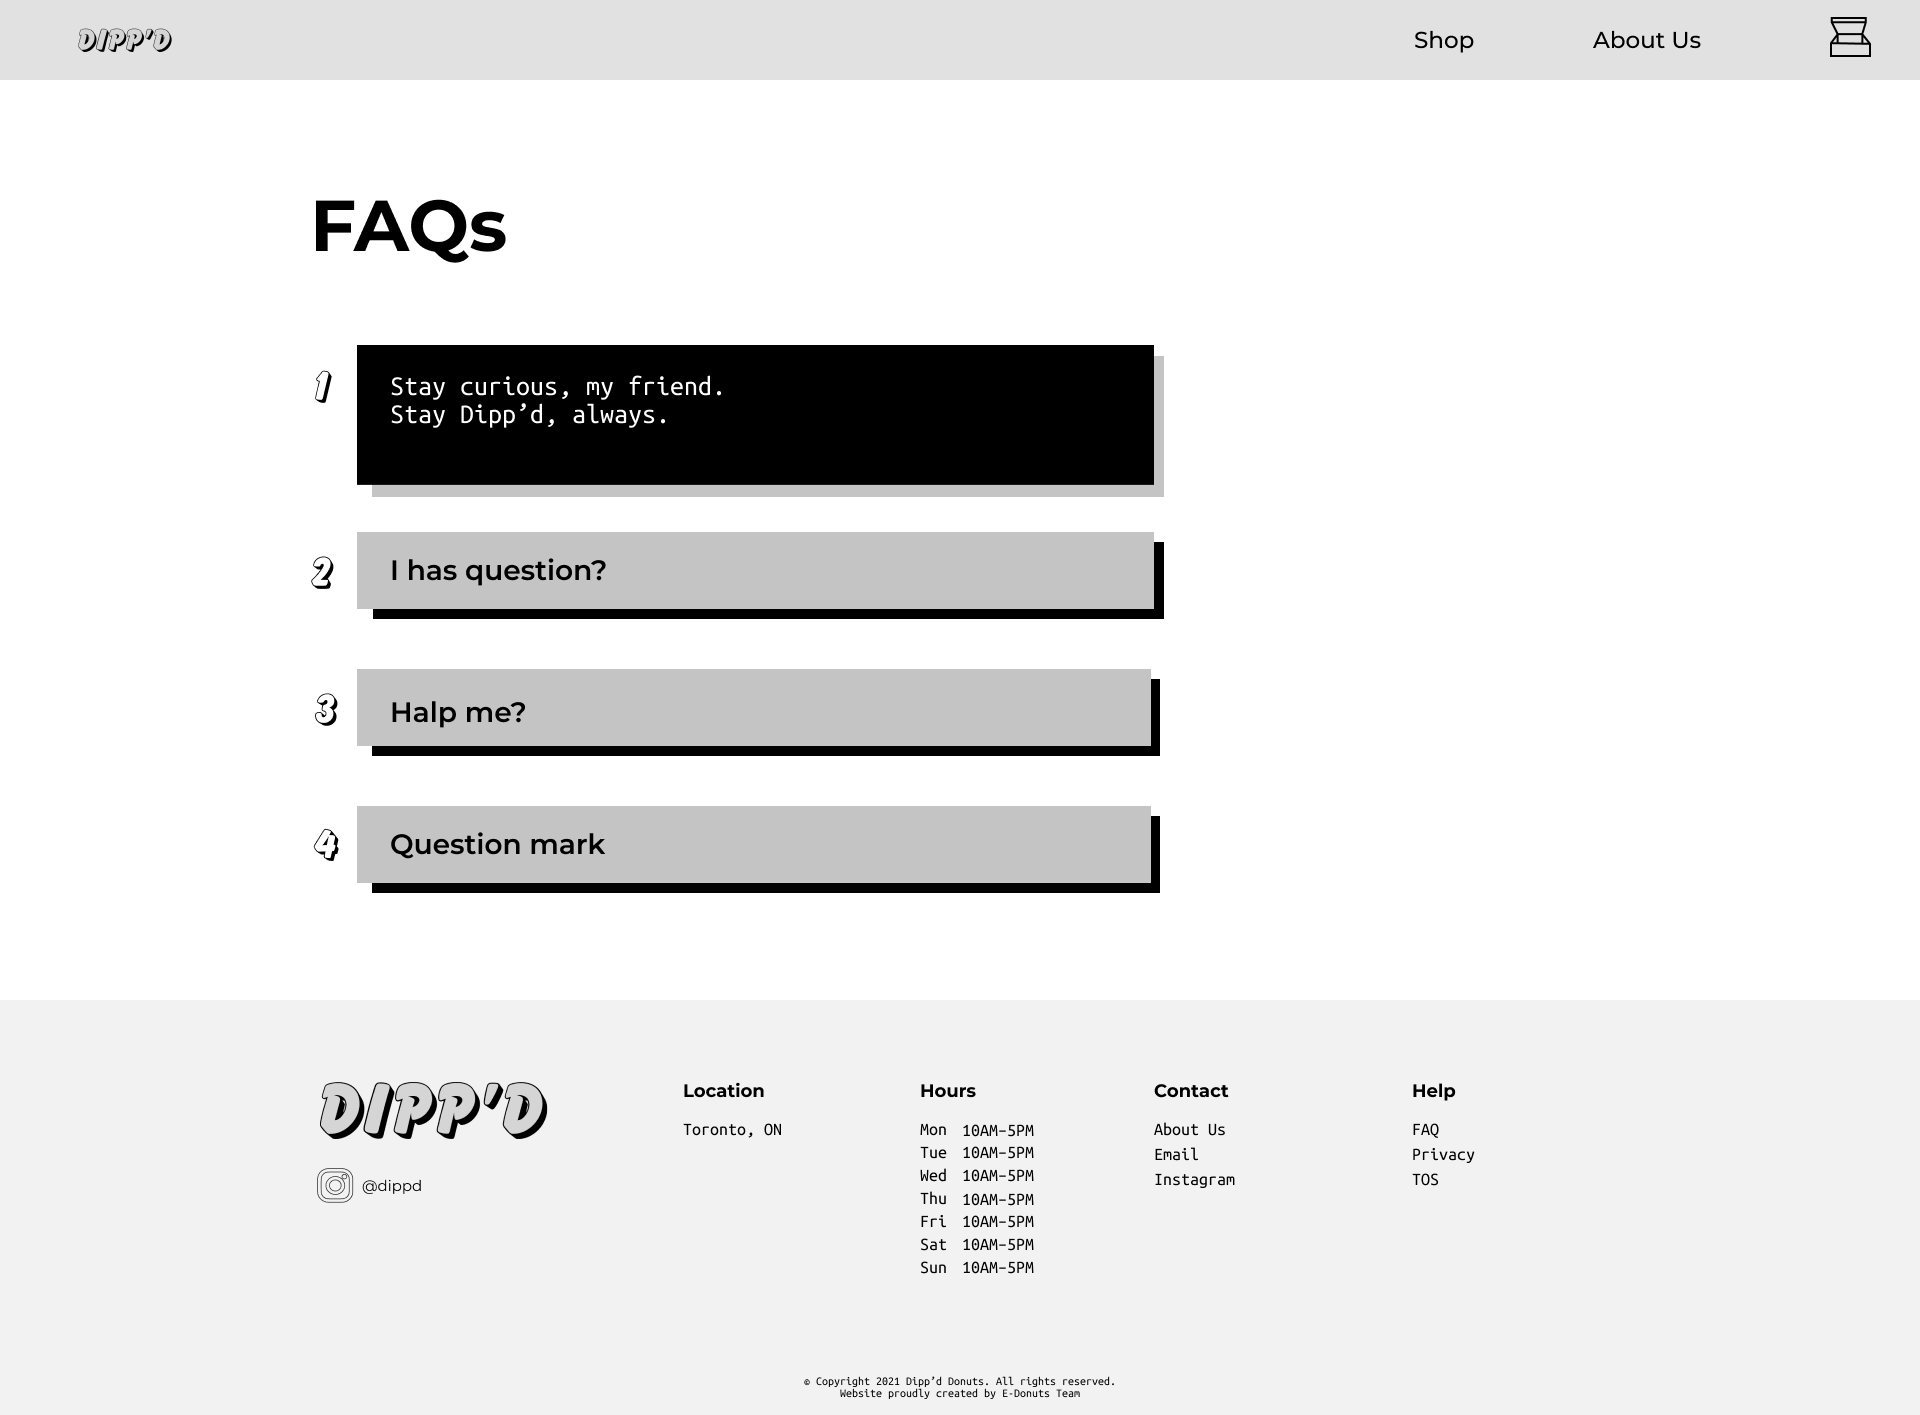 DIPP'D
Shop
About Us
FAQs
1
Stay curious, my friend.
Stay Dipp’d, always.
2
I has question?
3
Halp me?
4
Question mark
DIPP'D
@dippd
Location
Toronto, ON
Hours
Mon 10AM–5PM
Tue 10AM–5PM
Wed 10AM–5PM
Thu 10AM–5PM
Fri 10AM–5PM
Sat 10AM–5PM
Sun 10AM–5PM
Contact
About Us
Email
Instagram
Help
FAQ
Privacy
TOS
© Copyright 2021 Dipp’d Donuts. All rights reserved.
Website proudly created by E-Donuts Team